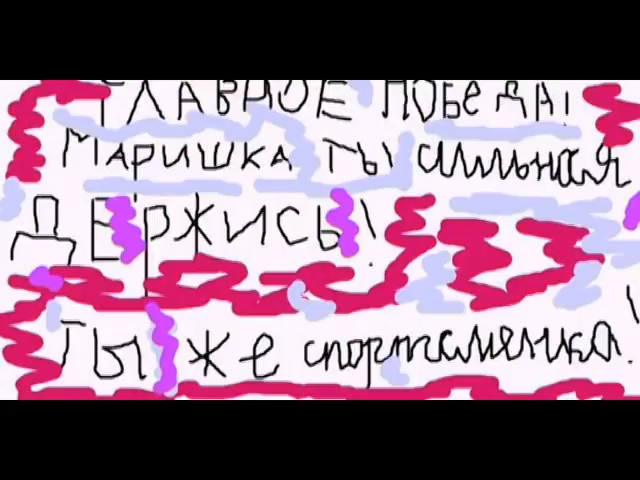 ГЛАВНОЕ ПОБеДА!
МАРИШКА ТЫ сильная
ДЕРЖИСЬ!
ТЫ же спортсменка!